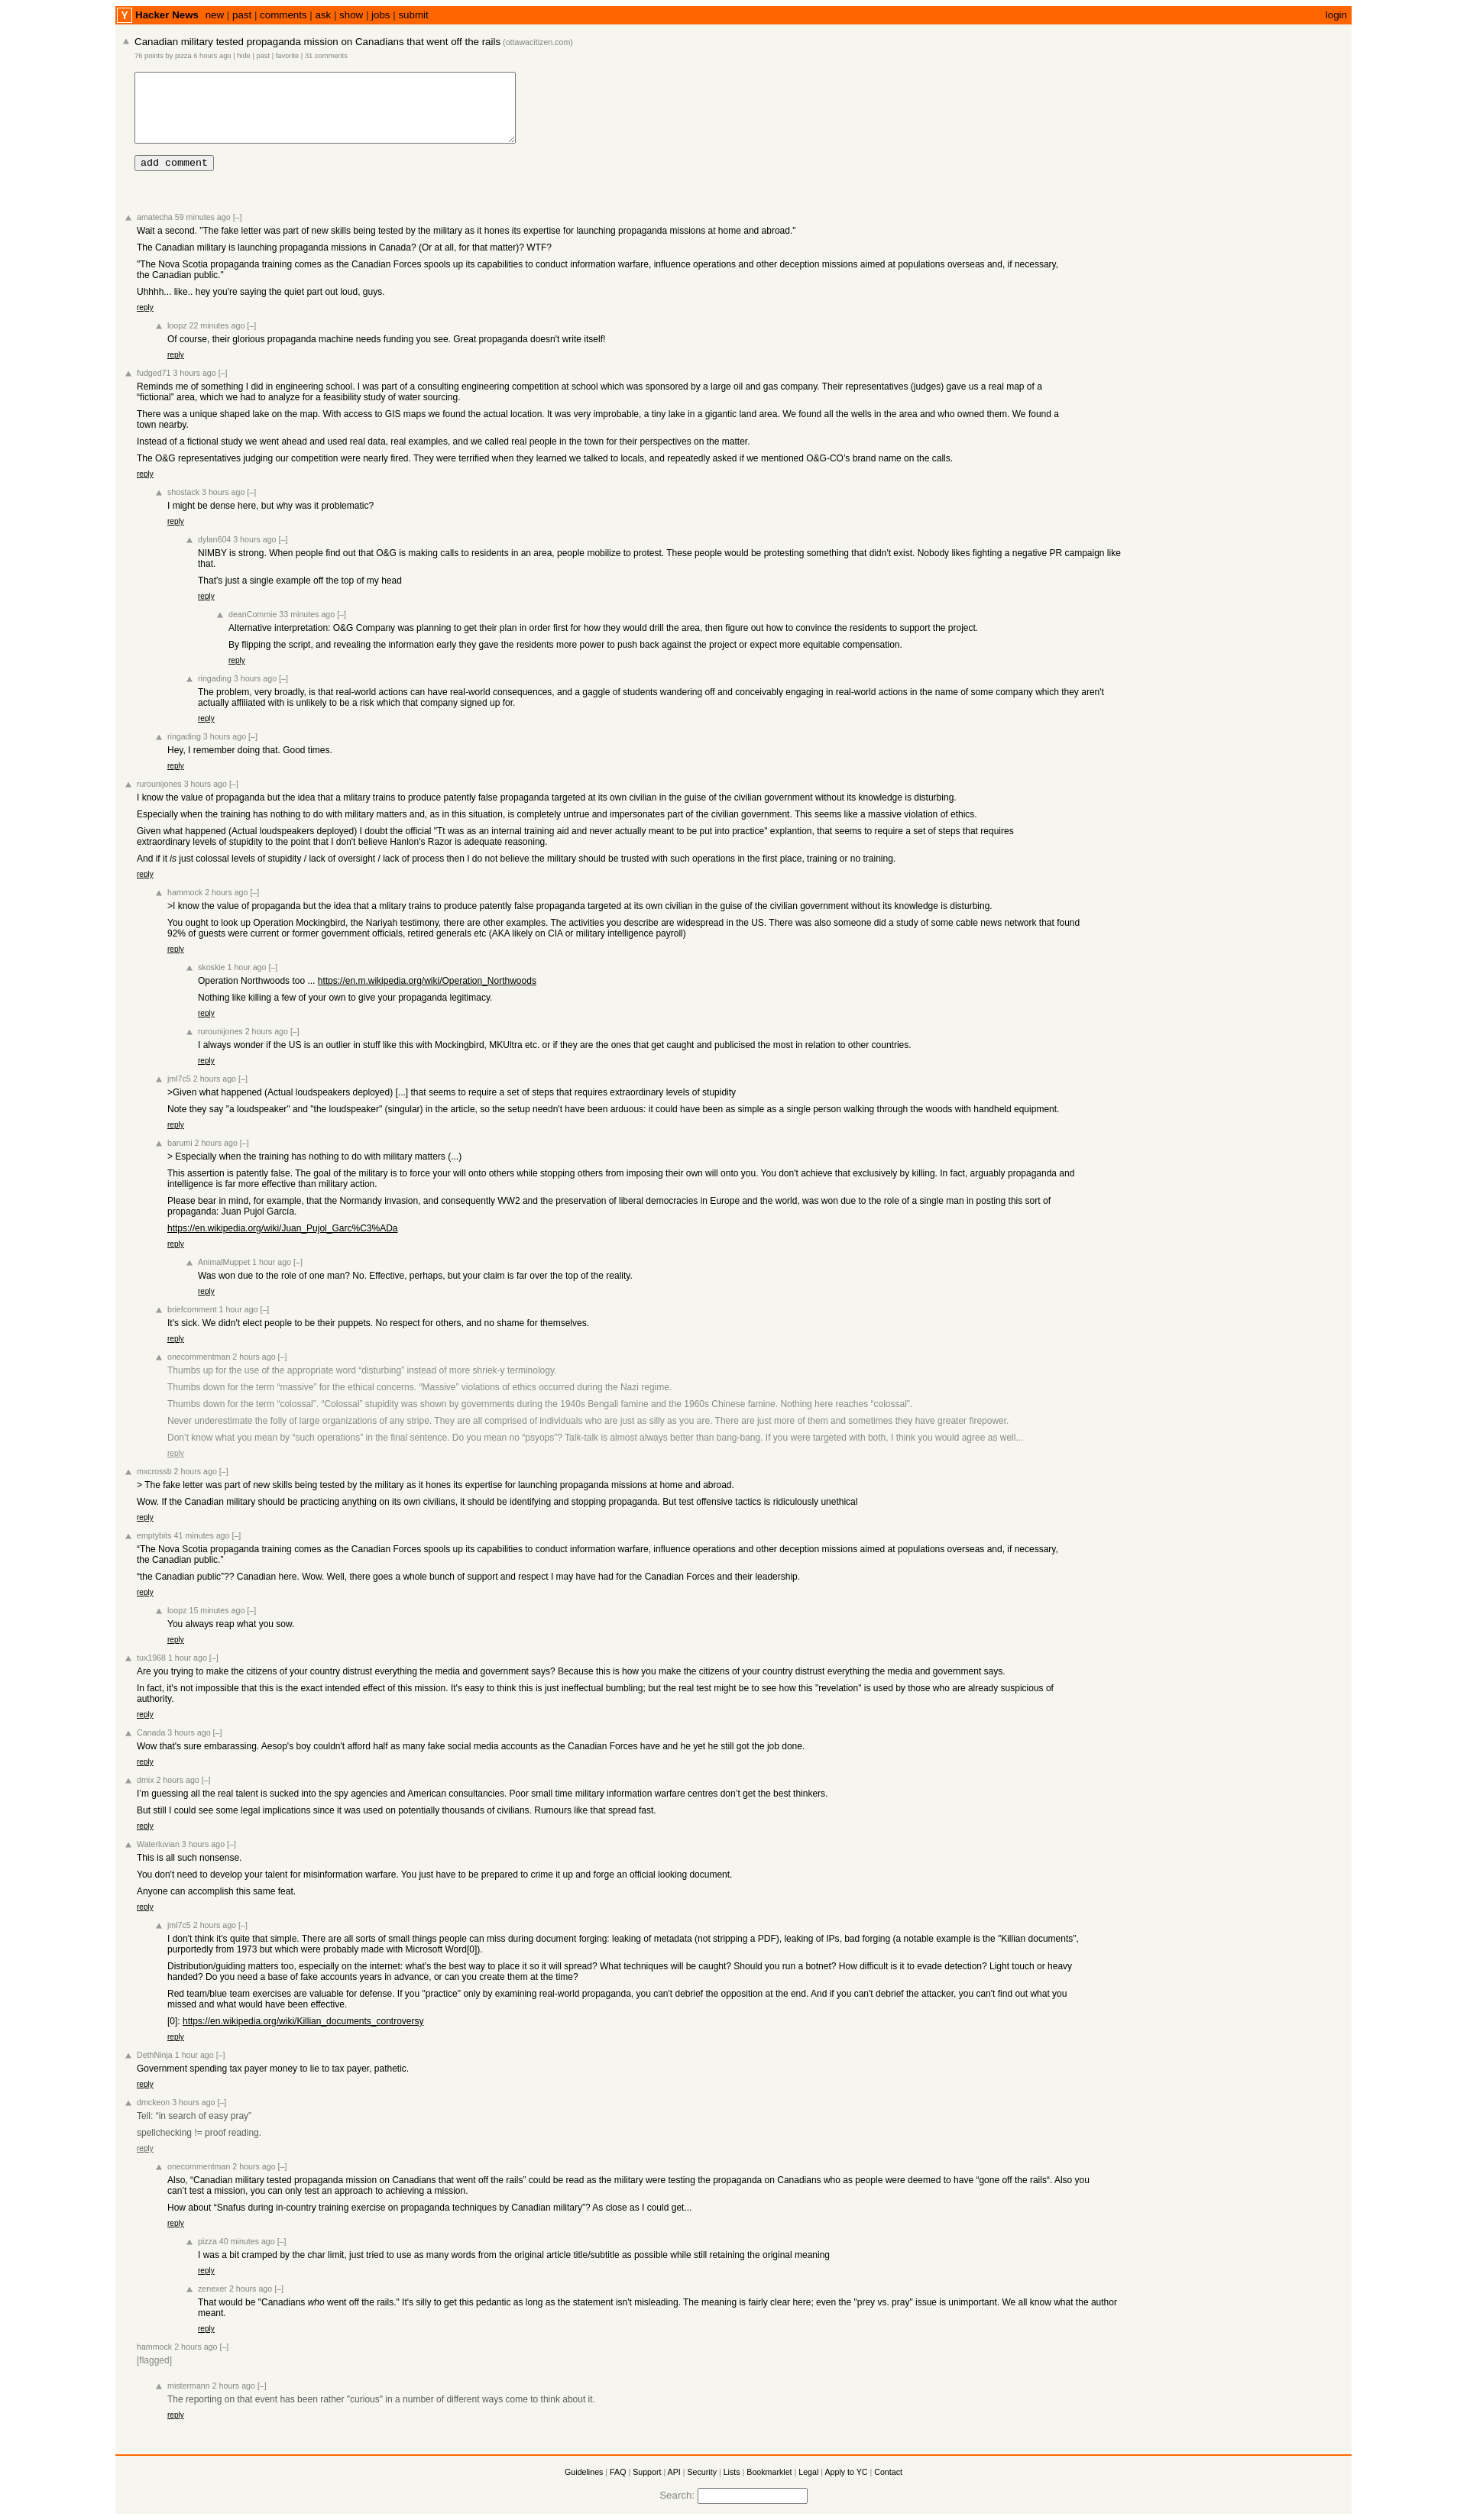 Y Hacker News new | past | comments | ask | show | jobs | submit login
Canadian military tested propaganda mission on Canadians that went off the rails (ottawacitizen.com)
76 points by pizza 6 hours ago | hide | past | favorite | 31 comments
add comment
amatecha 59 minutes ago [–]
Wait a second. "The fake letter was part of new skills being tested by the military as it hones its expertise for launching propaganda missions at home and abroad."
The Canadian military is launching propaganda missions in Canada? (Or at all, for that matter)? WTF?
"The Nova Scotia propaganda training comes as the Canadian Forces spools up its capabilities to conduct information warfare, influence operations and other deception missions aimed at populations overseas and, if necessary,
the Canadian public."
Uhhhh... like.. hey you're saying the quiet part out loud, guys.
reply
loopz 22 minutes ago [–]
Of course, their glorious propaganda machine needs funding you see. Great propaganda doesn't write itself!
reply
fudged71 3 hours ago [–]
Reminds me of something I did in engineering school. I was part of a consulting engineering competition at school which was sponsored by a large oil and gas company. Their representatives (judges) gave us a real map of a
“fictional” area, which we had to analyze for a feasibility study of water sourcing.
There was a unique shaped lake on the map. With access to GIS maps we found the actual location. It was very improbable, a tiny lake in a gigantic land area. We found all the wells in the area and who owned them. We found a
town nearby.
Instead of a fictional study we went ahead and used real data, real examples, and we called real people in the town for their perspectives on the matter.
The O&G representatives judging our competition were nearly fired. They were terrified when they learned we talked to locals, and repeatedly asked if we mentioned O&G-CO’s brand name on the calls.
reply
shostack 3 hours ago [–]
I might be dense here, but why was it problematic?
reply
dylan604 3 hours ago [–]
NIMBY is strong. When people find out that O&G is making calls to residents in an area, people mobilize to protest. These people would be protesting something that didn't exist. Nobody likes fighting a negative PR campaign like
that.
That's just a single example off the top of my head
reply
deanCommie 33 minutes ago [–]
Alternative interpretation: O&G Company was planning to get their plan in order first for how they would drill the area, then figure out how to convince the residents to support the project.
By flipping the script, and revealing the information early they gave the residents more power to push back against the project or expect more equitable compensation.
reply
ringading 3 hours ago [–]
The problem, very broadly, is that real-world actions can have real-world consequences, and a gaggle of students wandering off and conceivably engaging in real-world actions in the name of some company which they aren't
actually affiliated with is unlikely to be a risk which that company signed up for.
reply
ringading 3 hours ago [–]
Hey, I remember doing that. Good times.
reply
rurounijones 3 hours ago [–]
I know the value of propaganda but the idea that a mlitary trains to produce patently false propaganda targeted at its own civilian in the guise of the civilian government without its knowledge is disturbing.
Especially when the training has nothing to do with military matters and, as in this situation, is completely untrue and impersonates part of the civilian government. This seems like a massive violation of ethics.
Given what happened (Actual loudspeakers deployed) I doubt the official "Tt was as an internal training aid and never actually meant to be put into practice" explantion, that seems to require a set of steps that requires
extraordinary levels of stupidity to the point that I don't believe Hanlon's Razor is adequate reasoning.
And if it is just colossal levels of stupidity / lack of oversight / lack of process then I do not believe the military should be trusted with such operations in the first place, training or no training.
reply
hammock 2 hours ago [–]
>I know the value of propaganda but the idea that a mlitary trains to produce patently false propaganda targeted at its own civilian in the guise of the civilian government without its knowledge is disturbing.
You ought to look up Operation Mockingbird, the Nariyah testimony, there are other examples. The activities you describe are widespread in the US. There was also someone did a study of some cable news network that found
92% of guests were current or former government officials, retired generals etc (AKA likely on CIA or military intelligence payroll)
reply
skoskie 1 hour ago [–]
Operation Northwoods too ... https://en.m.wikipedia.org/wiki/Operation_Northwoods
Nothing like killing a few of your own to give your propaganda legitimacy.
reply
rurounijones 2 hours ago [–]
I always wonder if the US is an outlier in stuff like this with Mockingbird, MKUltra etc. or if they are the ones that get caught and publicised the most in relation to other countries.
reply
jml7c5 2 hours ago [–]
>Given what happened (Actual loudspeakers deployed) [...] that seems to require a set of steps that requires extraordinary levels of stupidity
Note they say "a loudspeaker" and "the loudspeaker" (singular) in the article, so the setup needn't have been arduous: it could have been as simple as a single person walking through the woods with handheld equipment.
reply
barumi 2 hours ago [–]
> Especially when the training has nothing to do with military matters (...)
This assertion is patently false. The goal of the military is to force your will onto others while stopping others from imposing their own will onto you. You don't achieve that exclusively by killing. In fact, arguably propaganda and
intelligence is far more effective than military action.
Please bear in mind, for example, that the Normandy invasion, and consequently WW2 and the preservation of liberal democracies in Europe and the world, was won due to the role of a single man in posting this sort of
propaganda: Juan Pujol García.
https://en.wikipedia.org/wiki/Juan_Pujol_Garc%C3%ADa
reply
AnimalMuppet 1 hour ago [–]
Was won due to the role of one man? No. Effective, perhaps, but your claim is far over the top of the reality.
reply
briefcomment 1 hour ago [–]
It's sick. We didn't elect people to be their puppets. No respect for others, and no shame for themselves.
reply
onecommentman 2 hours ago [–]
Thumbs up for the use of the appropriate word “disturbing” instead of more shriek-y terminology.
Thumbs down for the term “massive” for the ethical concerns. “Massive” violations of ethics occurred during the Nazi regime.
Thumbs down for the term “colossal”. “Colossal” stupidity was shown by governments during the 1940s Bengali famine and the 1960s Chinese famine. Nothing here reaches “colossal”.
Never underestimate the folly of large organizations of any stripe. They are all comprised of individuals who are just as silly as you are. There are just more of them and sometimes they have greater firepower.
Don’t know what you mean by “such operations” in the final sentence. Do you mean no “psyops”? Talk-talk is almost always better than bang-bang. If you were targeted with both, I think you would agree as well...
reply
mxcrossb 2 hours ago [–]
> The fake letter was part of new skills being tested by the military as it hones its expertise for launching propaganda missions at home and abroad.
Wow. If the Canadian military should be practicing anything on its own civilians, it should be identifying and stopping propaganda. But test offensive tactics is ridiculously unethical
reply
emptybits 41 minutes ago [–]
“The Nova Scotia propaganda training comes as the Canadian Forces spools up its capabilities to conduct information warfare, influence operations and other deception missions aimed at populations overseas and, if necessary,
the Canadian public.”
“the Canadian public”?? Canadian here. Wow. Well, there goes a whole bunch of support and respect I may have had for the Canadian Forces and their leadership.
reply
loopz 15 minutes ago [–]
You always reap what you sow.
reply
tux1968 1 hour ago [–]
Are you trying to make the citizens of your country distrust everything the media and government says? Because this is how you make the citizens of your country distrust everything the media and government says.
In fact, it's not impossible that this is the exact intended effect of this mission. It's easy to think this is just ineffectual bumbling; but the real test might be to see how this "revelation" is used by those who are already suspicious of
authority.
reply
Canada 3 hours ago [–]
Wow that's sure embarassing. Aesop's boy couldn't afford half as many fake social media accounts as the Canadian Forces have and he yet he still got the job done.
reply
dmix 2 hours ago [–]
I’m guessing all the real talent is sucked into the spy agencies and American consultancies. Poor small time military information warfare centres don’t get the best thinkers.
But still I could see some legal implications since it was used on potentially thousands of civilians. Rumours like that spread fast.
reply
Waterluvian 3 hours ago [–]
This is all such nonsense.
You don't need to develop your talent for misinformation warfare. You just have to be prepared to crime it up and forge an official looking document.
Anyone can accomplish this same feat.
reply
jml7c5 2 hours ago [–]
I don't think it's quite that simple. There are all sorts of small things people can miss during document forging: leaking of metadata (not stripping a PDF), leaking of IPs, bad forging (a notable example is the "Killian documents",
purportedly from 1973 but which were probably made with Microsoft Word[0]).
Distribution/guiding matters too, especially on the internet: what's the best way to place it so it will spread? What techniques will be caught? Should you run a botnet? How difficult is it to evade detection? Light touch or heavy
handed? Do you need a base of fake accounts years in advance, or can you create them at the time?
Red team/blue team exercises are valuable for defense. If you "practice" only by examining real-world propaganda, you can't debrief the opposition at the end. And if you can't debrief the attacker, you can't find out what you
missed and what would have been effective.
[0]: https://en.wikipedia.org/wiki/Killian_documents_controversy
reply
DethNinja 1 hour ago [–]
Government spending tax payer money to lie to tax payer, pathetic.
reply
dmckeon 3 hours ago [–]
Tell: “in search of easy pray”
spellchecking != proof reading.
reply
onecommentman 2 hours ago [–]
Also, “Canadian military tested propaganda mission on Canadians that went off the rails” could be read as the military were testing the propaganda on Canadians who as people were deemed to have “gone off the rails“. Also you
can’t test a mission, you can only test an approach to achieving a mission.
How about “Snafus during in-country training exercise on propaganda techniques by Canadian military”? As close as I could get...
reply
pizza 40 minutes ago [–]
I was a bit cramped by the char limit, just tried to use as many words from the original article title/subtitle as possible while still retaining the original meaning
reply
zenexer 2 hours ago [–]
That would be "Canadians who went off the rails." It's silly to get this pedantic as long as the statement isn't misleading. The meaning is fairly clear here; even the "prey vs. pray" issue is unimportant. We all know what the author
meant.
reply
hammock 2 hours ago [–]
[flagged]
mistermann 2 hours ago [–]
The reporting on that event has been rather "curious" in a number of different ways come to think about it.
reply
Guidelines | FAQ | Support | API | Security | Lists | Bookmarklet | Legal | Apply to YC | Contact
Search: